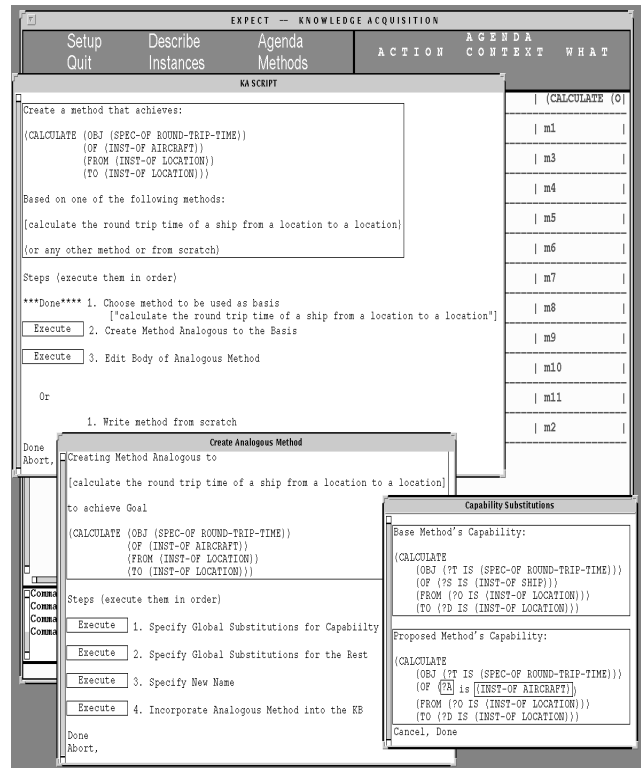 EXPECT -- KNOWLEDGE ACQUISITION
Setup Describe Agenda
Quit Instances Methods
AGENDA
ACTION CONTEXT WHAT
KA SCRIPT
| (CALCULATE (O|
| m1 |
| m3 |
| m4 |
| m5 |
| m6 |
| m7 |
| m8 |
| m9 |
| m10 |
| m11 |
| m2 |
Create a method that achieves:
(CALCULATE (OBJ (SPEC-OF ROUND-TRIP-TIME))
(OF (INST-OF AIRCRAFT))
(FROM (INST-OF LOCATION))
(TO (INST-OF LOCATION)))
Based on one of the following methods:
[calculate the round trip time of a ship from a location to a location}
(or any other method or from scratch)
Steps (execute them in order)
***Done**** 1. Choose method to be used as basis
["calculate the round trip time of a ship from a location to a location"]
Execute 2. Create Method Analogous to the Basis
Execute 3. Edit Body of Analogous Method
Or
1. Write method from scratch
Done
Abort,
Create Analogous Method
Creating Method Analogous to
[calculate the round trip time of a ship from a location to a location]
to achieve Goal
(CALCULATE (OBJ (SPEC-OF ROUND-TRIP-TIME))
(OF (INST-OF AIRCRAFT))
(FROM (INST-OF LOCATION))
(TO (INST-OF LOCATION)))
Steps (execute them in order)
Execute 1. Specify Global Substitutions for Capabiilty
Execute 2. Specify Global Substitutions for the Rest
Execute 3. Specify New Name
Execute 4. Incorporate Analogous Method into the KB
Done
Abort,
Comma
Comma
Comma
Comma
Capability Substitutions
Base Method's Capability:
(CALCULATE
(OBJ (?T IS (SPEC-OF ROUND-TRIP-TIME)))
(OF (?S IS (INST-OF SHIP)))
(FROM (?O IS (INST-OF LOCATION)))
(TO (?D IS (INST-OF LOCATION)))
Proposed Method's Capability:
(CALCULATE
(OBJ (?T IS (SPEC-OF ROUND-TRIP-TIME)))
(OF (?A is (INST-OF AIRCRAFT))
(FROM (?O IS (INST-OF LOCATION)))
(TO (?D IS (INST-OF LOCATION)))
Cancel, Done